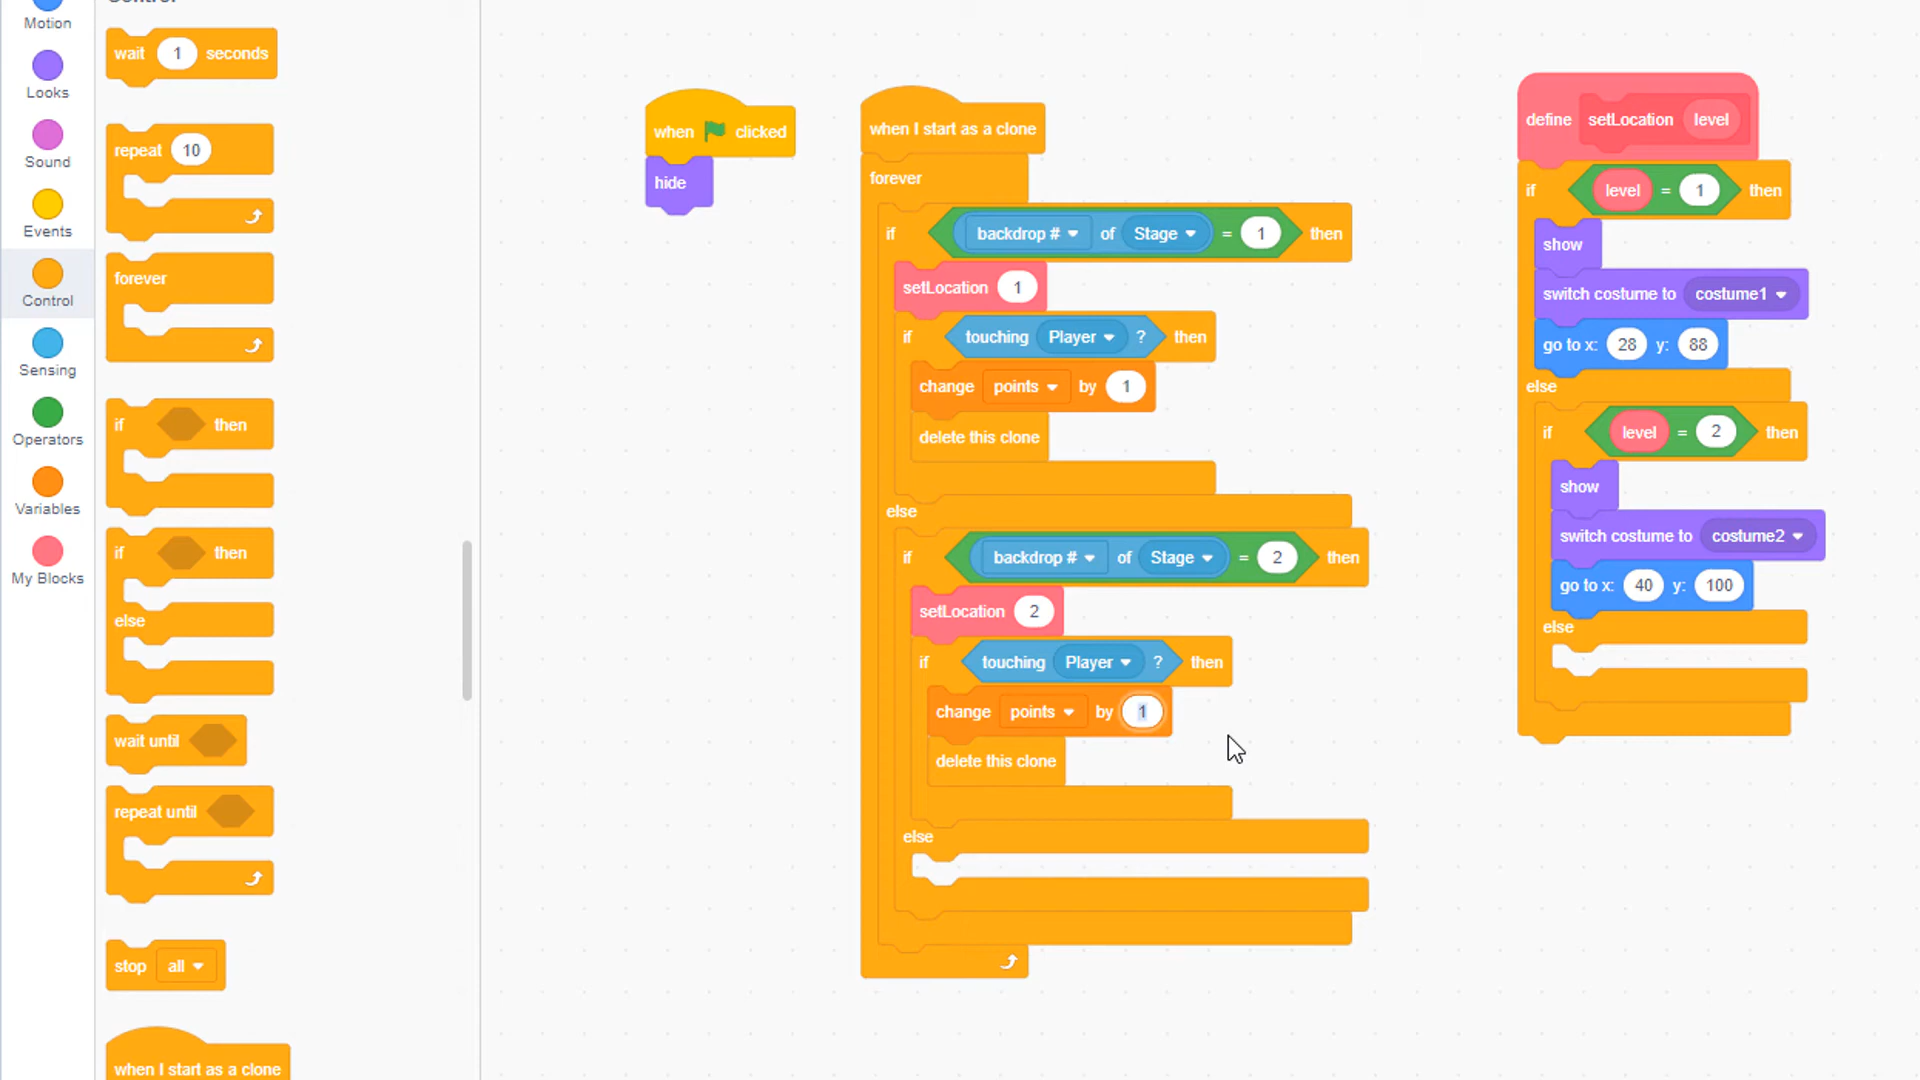 Control
Motion
Looks
Sound
Events
Control
Sensing
Operators
Variables
My Blocks
wait 1 seconds
repeat 10
forever
if then
if then
else
wait until
repeat until
stop all
when I start as a clone
when clicked
hide
when I start as a clone
forever
if backdrop # of Stage = 1 then
setLocation 1
if touching Player ? then
change points by 1
delete this clone
else
if backdrop # of Stage = 2 then
setLocation 2
if touching Player ? then
change points by 1
delete this clone
else
define setLocation level
if level = 1 then
show
switch costume to costume1
go to x: 28 y: 88
else
if level = 2 then
show
switch costume to costume2
go to x: 40 y: 100
else